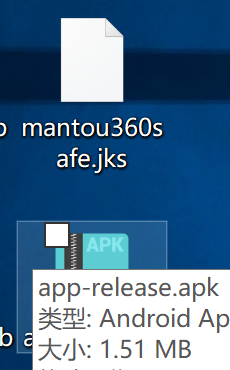 mantou360s
afe.jks
APK
app-release.apk
类型: Android Ap
大小: 1.51 MB